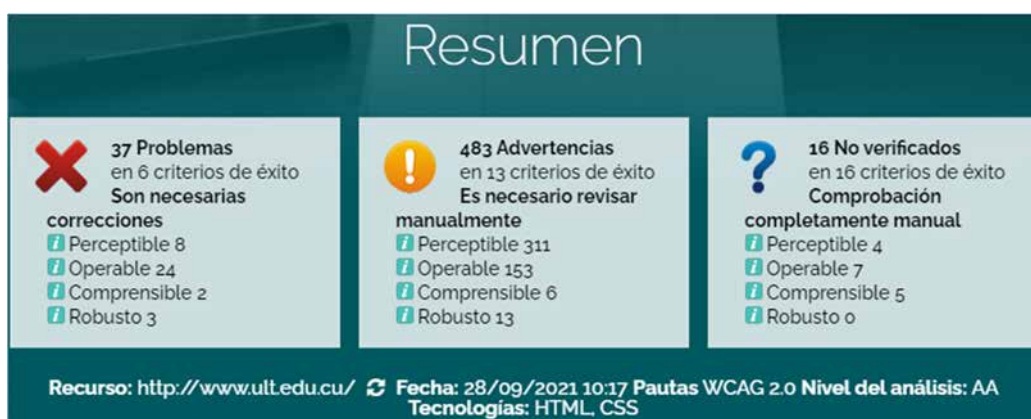 Resumen
37 Problemas
en 6 criterios de éxito
Son necesarias
correcciones
Perceptible 8
Operable 24
Comprensible 2
Robusto 3
483 Advertencias
en 13 criterios de éxito
Es necesario revisar
manualmente
Perceptible 311
Operable 153
Comprensible 6
Robusto 13
16 No verificados
en 16 criterios de éxito
Comprobación
completamente manual
Perceptible 4
Operable 7
Comprensible 5
Robusto 0
Recurso: http://www.ult.edu.cu/ Fecha: 28/09/2021 10:17 Pautas WCAG 2.0 Nivel del análisis: AA
Tecnologías: HTML, CSS